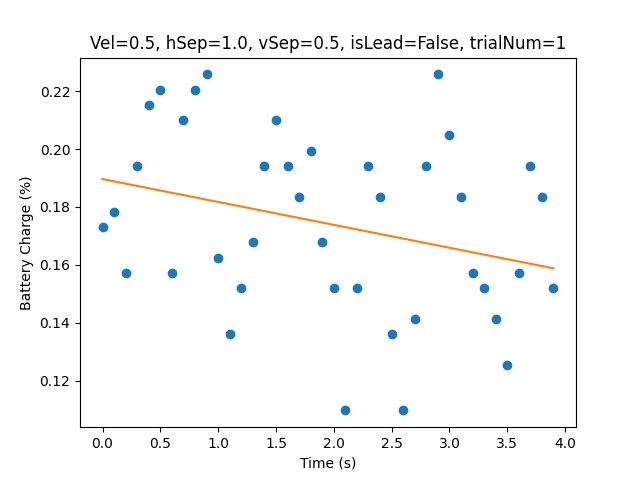 Vel=0.5, hSep=1.0, vSep=0.5, isLead=False, trialNum=1
0.22
0.20
0.18
0.16
0.14
0.12
Battery Charge (%)
0.0 0.5 1.0 1.5 2.0 2.5 3.0 3.5 4.0
Time (s)